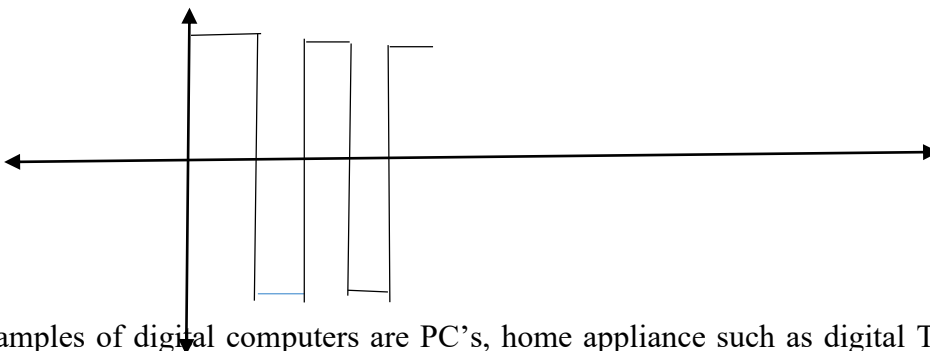 amples of digital computers are PC’s, home appliance such as digital T